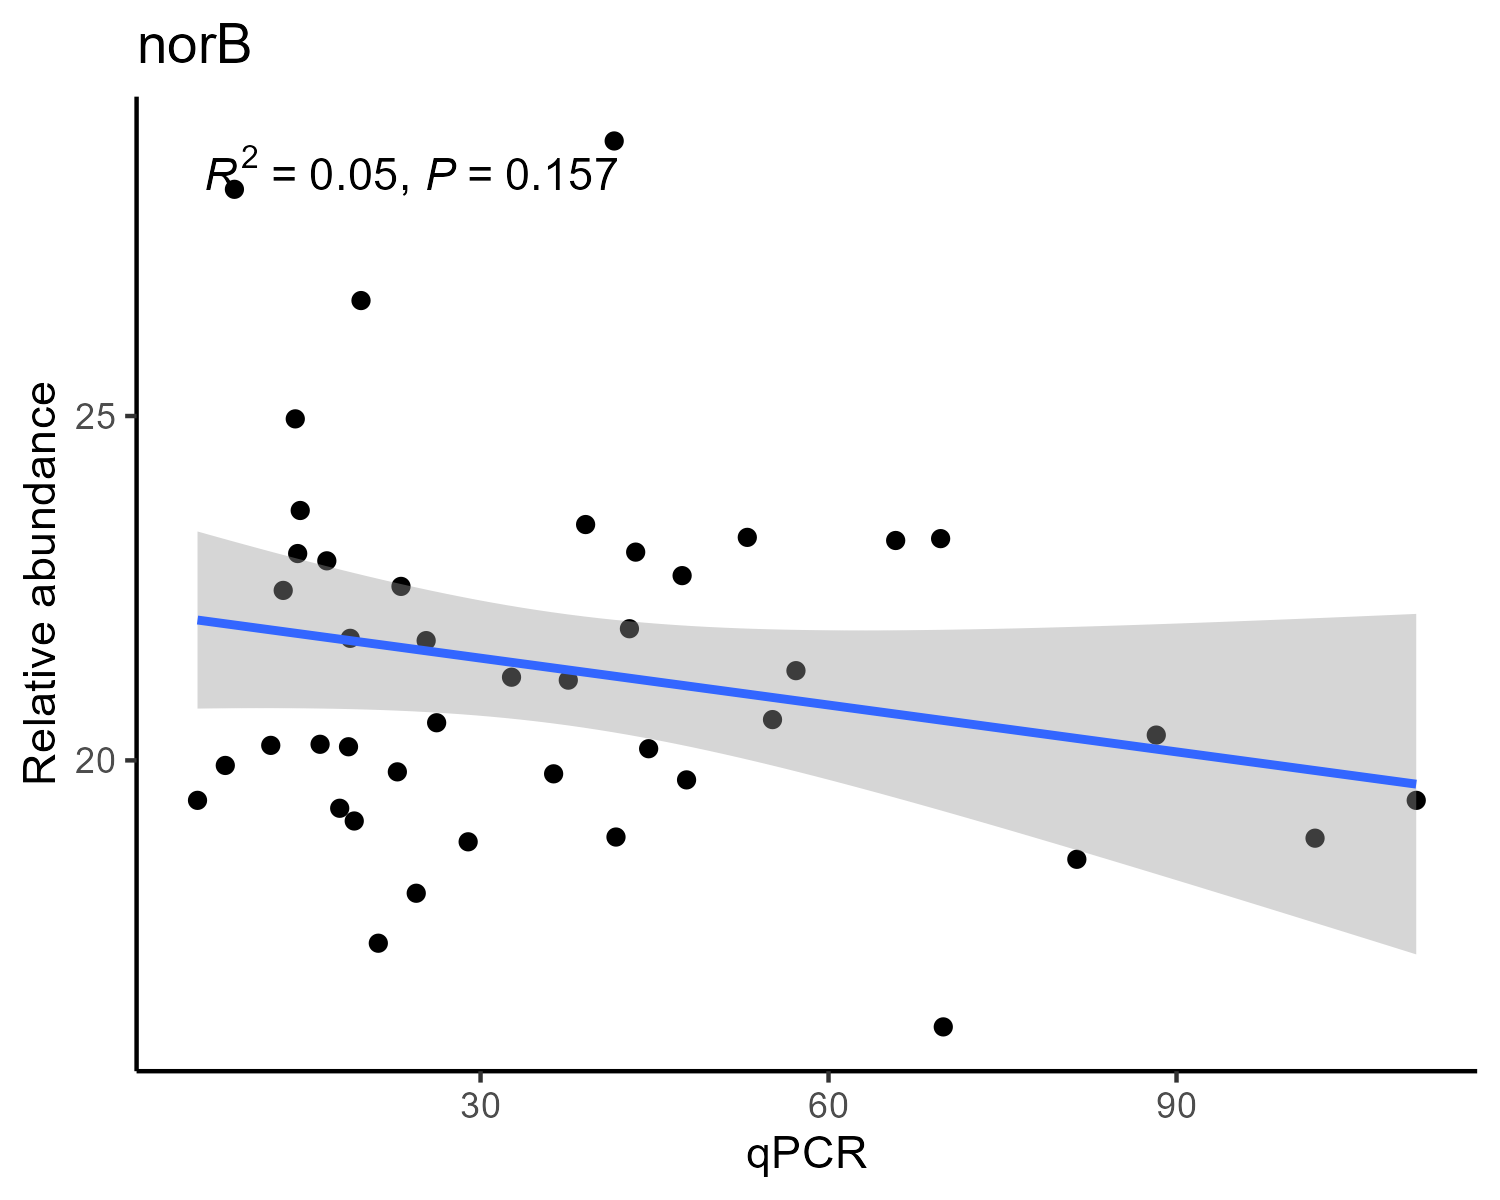 norB
R² = 0.05, P = 0.157
Relative abundance
25
20
30 60 90
qPCR